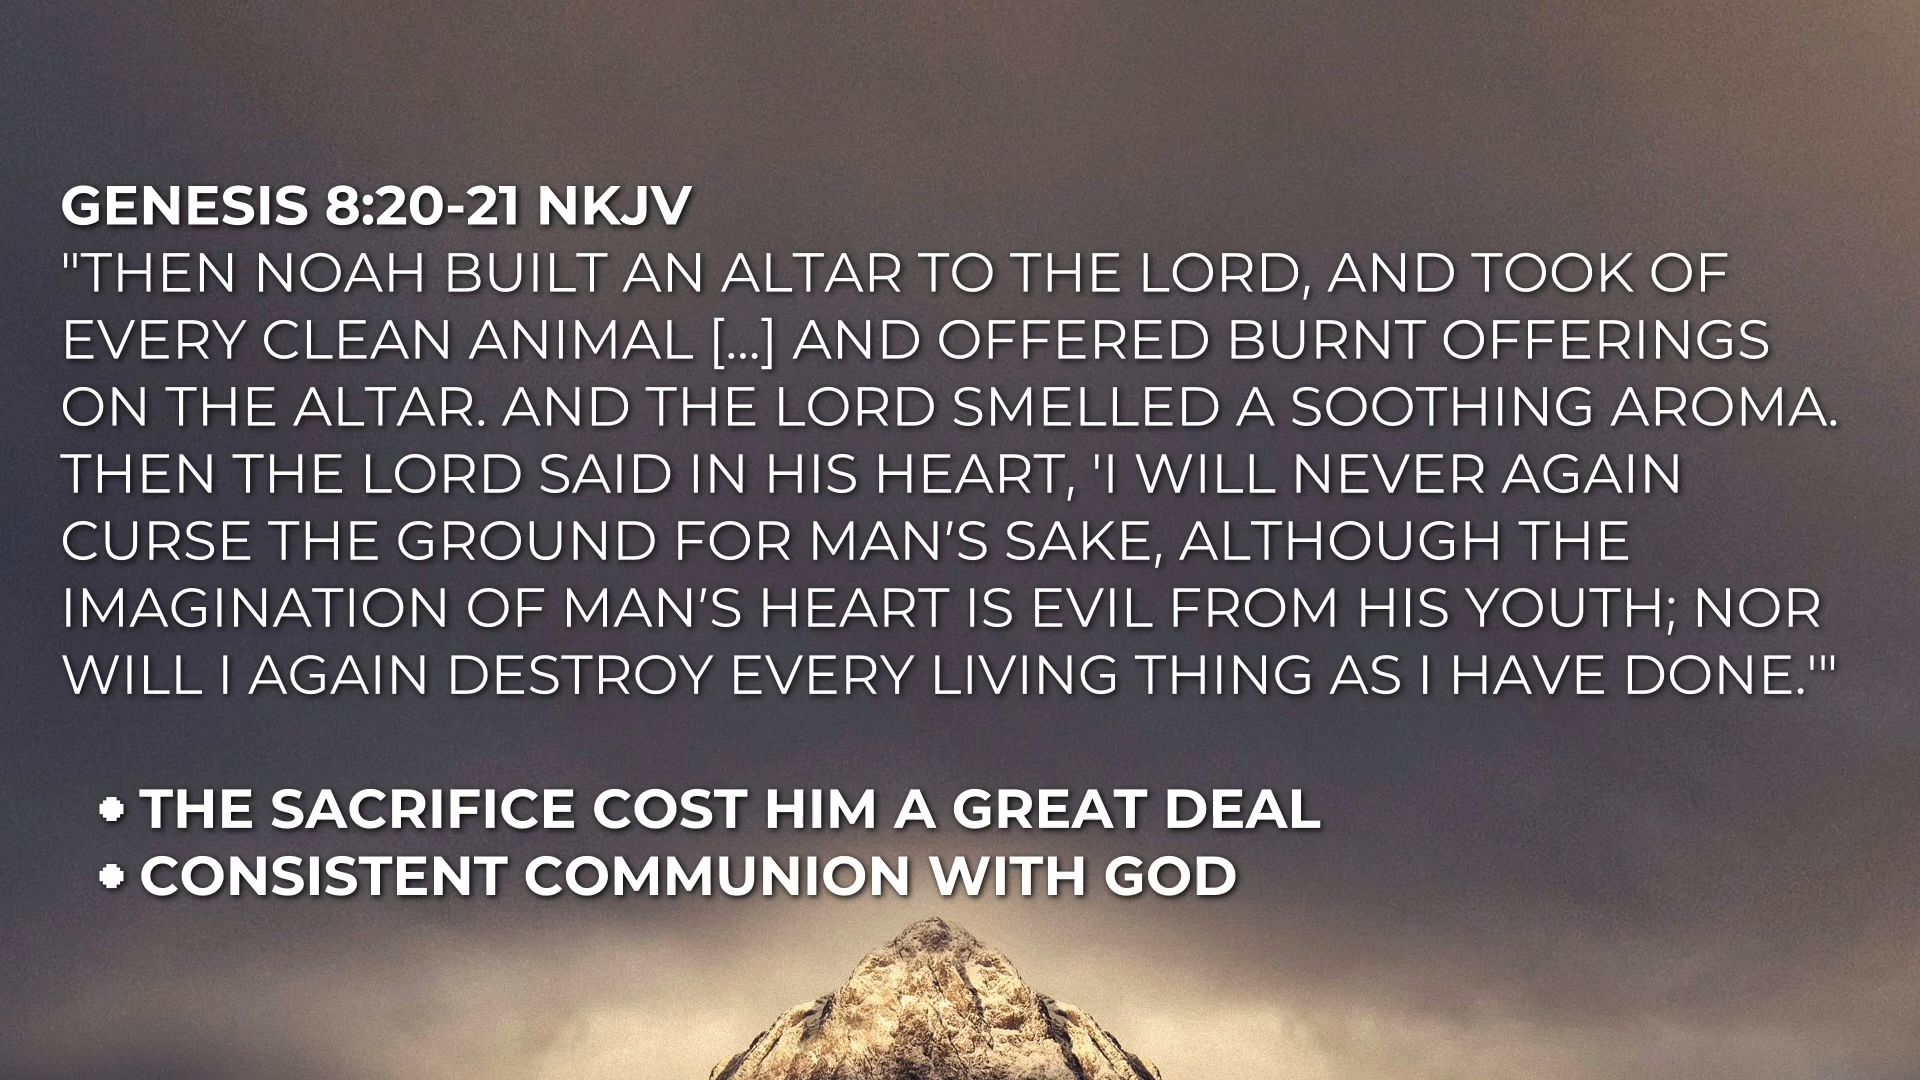 GENESIS 8:20-21 NKJV
"THEN NOAH BUILT AN ALTAR TO THE LORD, AND TOOK OF
EVERY CLEAN ANIMAL [...] AND OFFERED BURNT OFFERINGS
ON THE ALTAR. AND THE LORD SMELLED A SOOTHING AROMA.
THEN THE LORD SAID IN HIS HEART, 'I WILL NEVER AGAIN
CURSE THE GROUND FOR MAN'S SAKE, ALTHOUGH THE
IMAGINATION OF MAN'S HEART IS EVIL FROM HIS YOUTH; NOR
WILL I AGAIN DESTROY EVERY LIVING THING AS I HAVE DONE.'"
• THE SACRIFICE COST HIM A GREAT DEAL
• CONSISTENT COMMUNION WITH GOD